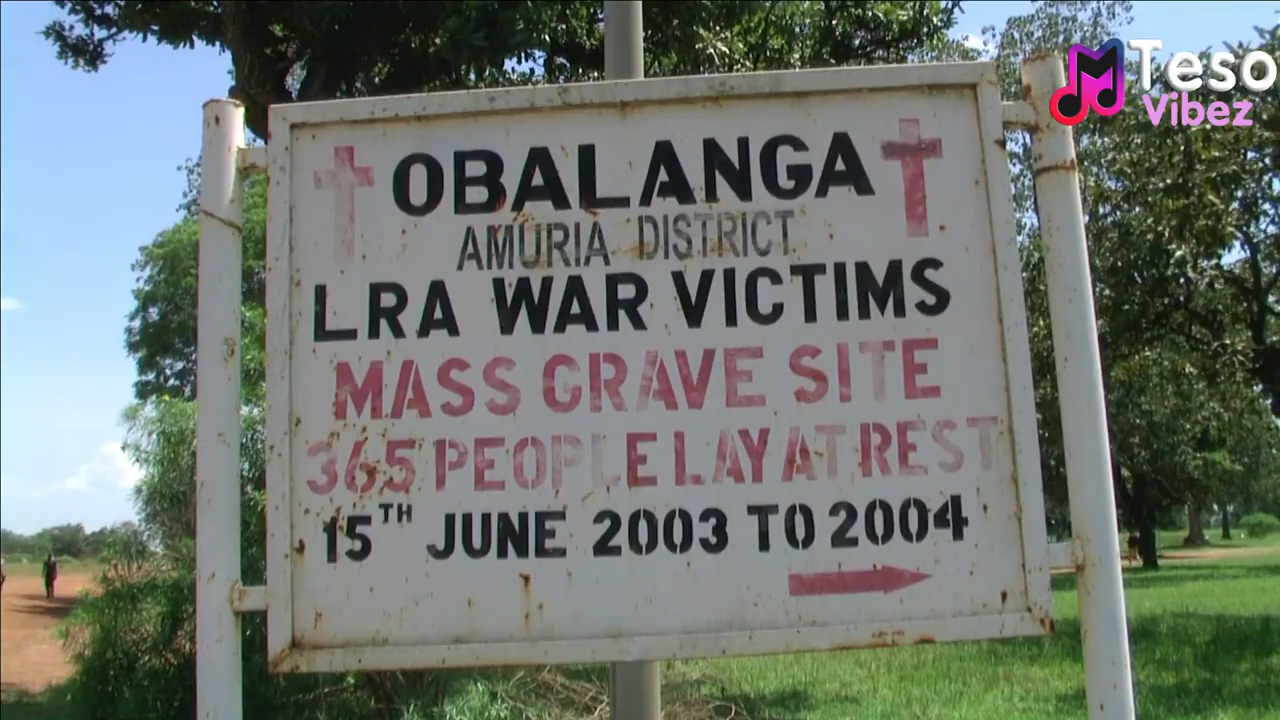 OBALANGA
AMURIA DISTRICT
LRA WAR VICTIMS
MASS GRAVE SITE
365 PEOPLE LAY AT REST
15TH JUNE 2003 TO 2004
Teso
Vibez